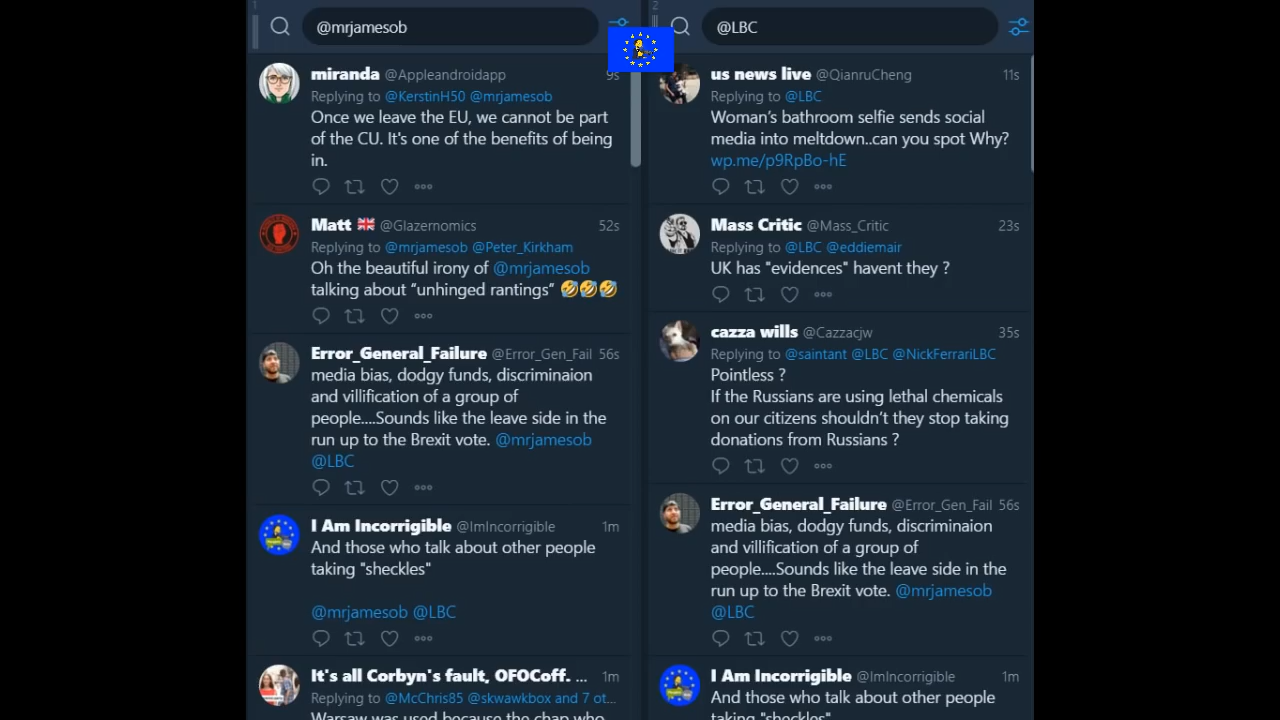 1
@mrjamesob
miranda @Appleandroidapp 9s
Replying to @KerstinH50 @mrjamesob
Once we leave the EU, we cannot be part
of the CU. It's one of the benefits of being
in.
Matt 🇬🇧 @Glazernomics 52s
Replying to @mrjamesob @Peter_Kirkham
Oh the beautiful irony of @mrjamesob
talking about “unhinged rantings” 🤣🤣🤣
Error_General_Failure @Error_Gen_Fail 56s
media bias, dodgy funds, discriminaion
and villification of a group of
people....Sounds like the leave side in the
run up to the Brexit vote. @mrjamesob
@LBC
I Am Incorrigible @ImIncorrigible 1m
And those who talk about other people
taking "sheckles"
@mrjamesob @LBC
It's all Corbyn's fault, OFOCoff. ... 1m
Replying to @McChris85 @skwawkbox and 7 ot...
Warsaw was used because the chap who
2
@LBC
us news live @QianruCheng 11s
Replying to @LBC
Woman’s bathroom selfie sends social
media into meltdown..can you spot Why?
wp.me/p9RpBo-hE
Mass Critic @Mass_Critic 23s
Replying to @LBC @eddiemair
UK has "evidences" havent they ?
cazza wills @Cazzacjw 35s
Replying to @saintant @LBC @NickFerrariLBC
Pointless ?
If the Russians are using lethal chemicals
on our citizens shouldn’t they stop taking
donations from Russians ?
Error_General_Failure @Error_Gen_Fail 56s
media bias, dodgy funds, discriminaion
and villification of a group of
people....Sounds like the leave side in the
run up to the Brexit vote. @mrjamesob
@LBC
I Am Incorrigible @ImIncorrigible 1m
And those who talk about other people
taking "sheckles"